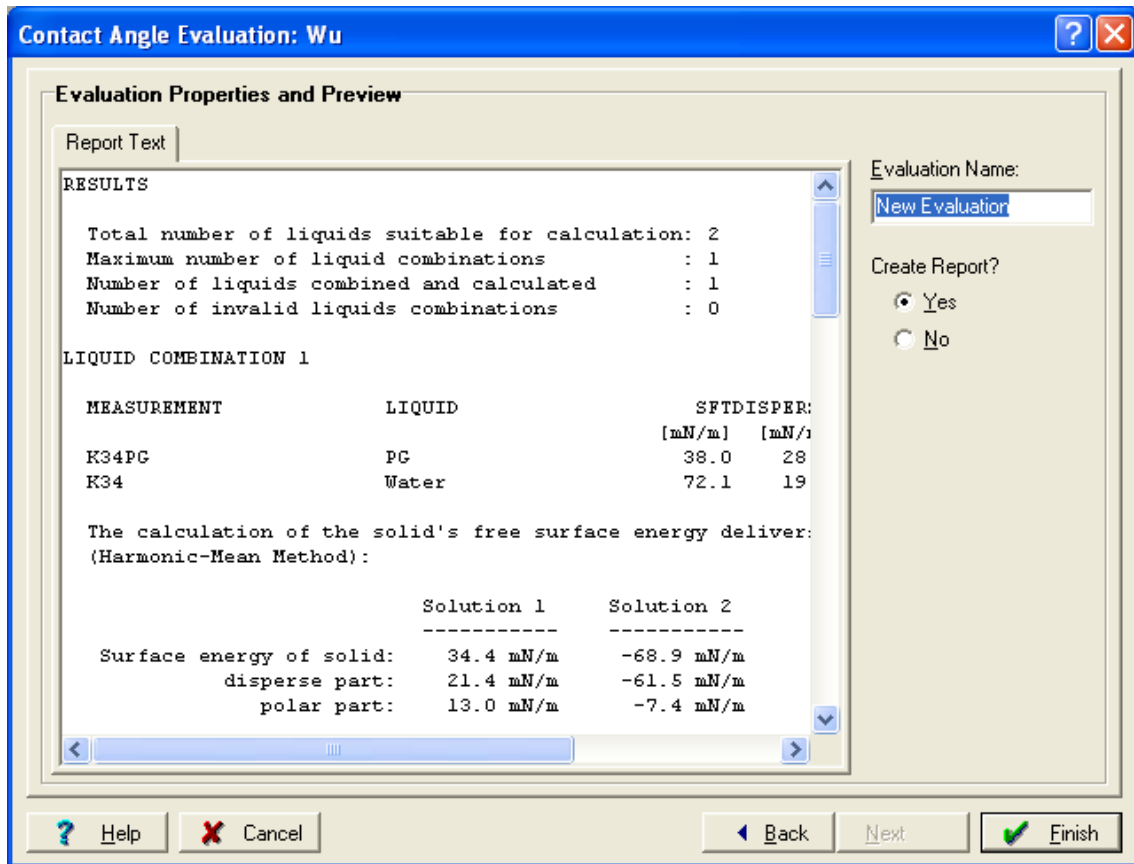 Contact Angle Evaluation: Wu
Evaluation Properties and Preview
Report Text
RESULTS
Total number of liquids suitable for calculation: 2
Maximum number of liquid combinations : 1
Number of liquids combined and calculated : 1
Number of invalid liquids combinations : 0
LIQUID COMBINATION 1
MEASUREMENT LIQUID SFTDISPER
[mN/m] [mN/
K34PG PG 38.0 28
K34 Water 72.1 19
The calculation of the solid's free surface energy deliver
(Harmonic-Mean Method):
Solution 1 Solution 2
----------- -----------
Surface energy of solid: 34.4 mN/m -68.9 mN/m
disperse part: 21.4 mN/m -61.5 mN/m
polar part: 13.0 mN/m -7.4 mN/m
Evaluation Name:
New Evaluation
Create Report?
Yes
No
? Help
Cancel
Back
Next
Finish